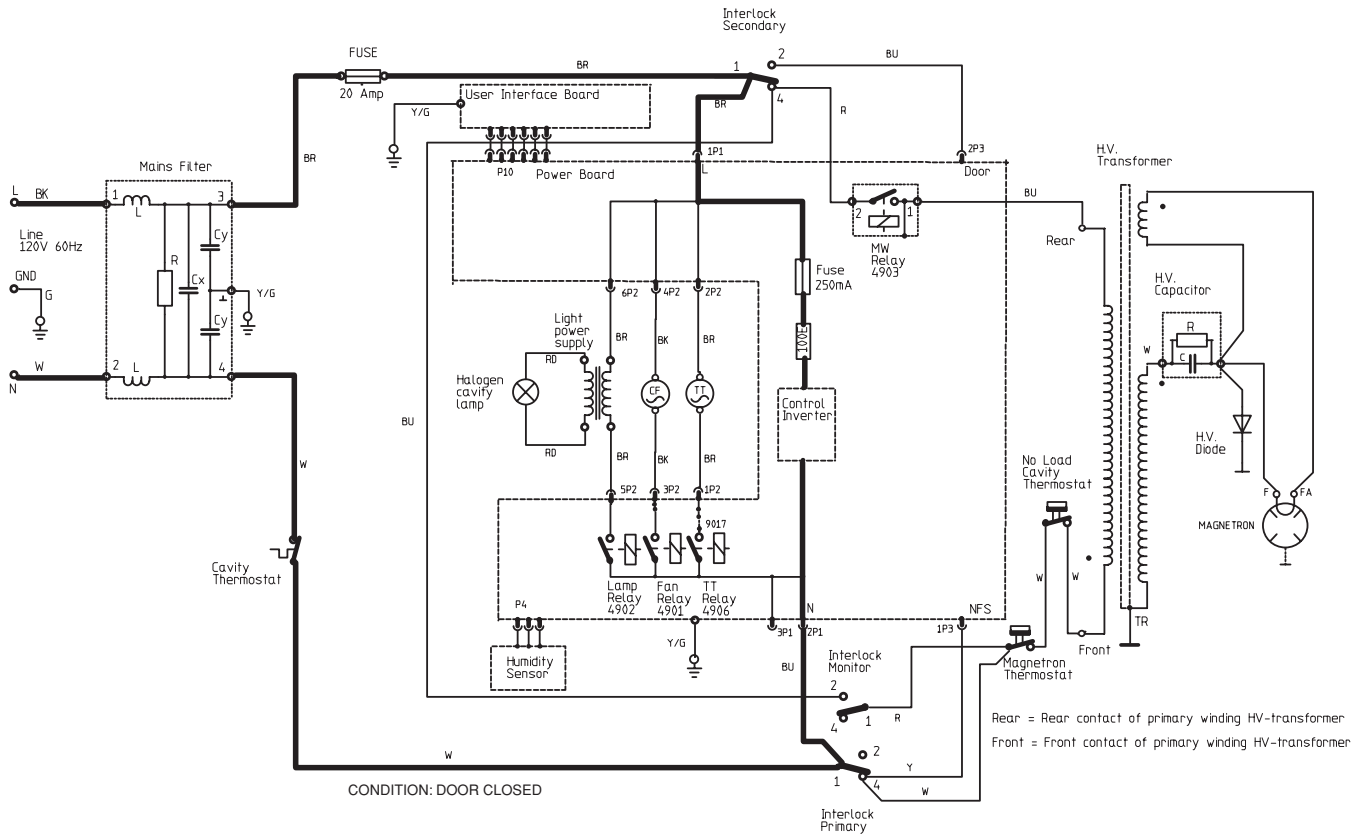 Interlock
Secondary
FUSE
20 Amp
BR
1
2
4
BU
User Interface Board
Y/G
BR
R
1P1
2P3
P10
Power Board
L
Door
H.V.
Transformer
Mains Filter
BR
L
BK
1
L
3
Line
120V 60Hz
GND
G
R
Cx
Cy
Cy
Y/G
W
N
2
L
4
2
1
MW
Relay
4903
BU
Rear
Fuse
250mA
100E
6P2
4P2
2P2
H.V.
Capacitor
R
C
W
Light
power
supply
BR
BK
BR
RD
Halogen
cavity
lamp
CF
TT
Control
Inverter
BU
RD
BR
BK
BR
H.V.
Diode
W
5P2
3P2
1P2
9017
No Load
Cavity
Thermostat
F
FA
MAGNETRON
Cavity
Thermostat
Lamp
Relay
4902
Fan
Relay
4901
TT
Relay
4906
W
W
P4
N
NFS
3P1
2P1
1P3
Y/G
TR
Front
Humidity
Sensor
BU
Interlock
Monitor
Magnetron
Thermostat
2
4
1
R
Rear = Rear contact of primary winding HV-transformer
Front = Front contact of primary winding HV-transformer
W
2
1
4
Y
W
CONDITION: DOOR CLOSED
Interlock
Primary